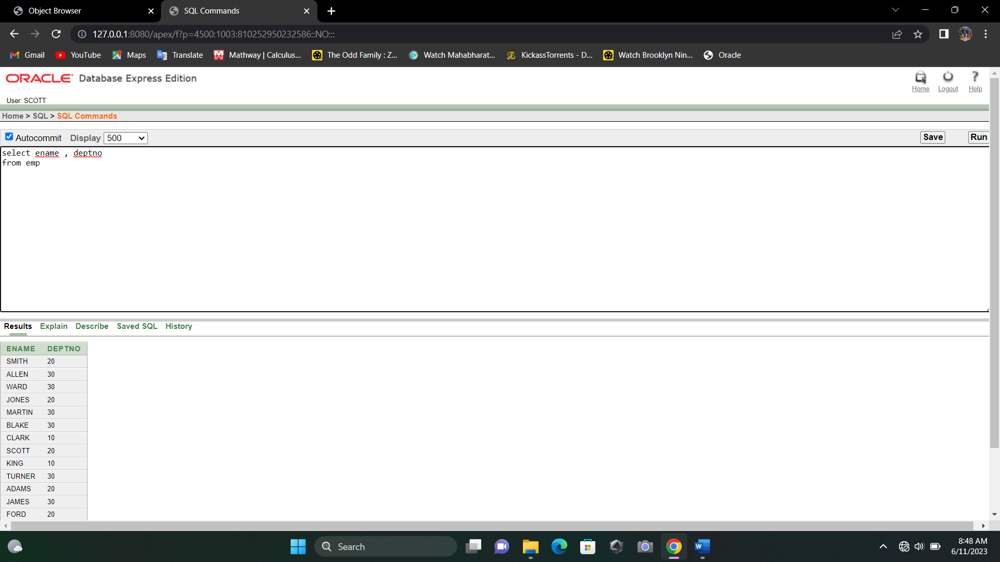 Object Browser
SQL Commands
127.0.0.1:8080/apex/f?p=4500:1003:810252950232586::NO:::
Gmail YouTube Maps Translate Mathway | Calculus... The Odd Family : Z... Watch Mahabharat... KickassTorrents - D... Watch Brooklyn Nin... Oracle
ORACLE Database Express Edition
Home Logout Help
User: SCOTT
Home > SQL > SQL Commands
Autocommit Display 500 Save Run
select ename , deptno
from emp
Results Explain Describe Saved SQL History
ENAME DEPTNO
SMITH 20
ALLEN 30
WARD 30
JONES 20
MARTIN 30
BLAKE 30
CLARK 10
SCOTT 20
KING 10
TURNER 30
ADAMS 20
JAMES 30
FORD 20
Search
8:48 AM
6/11/2023